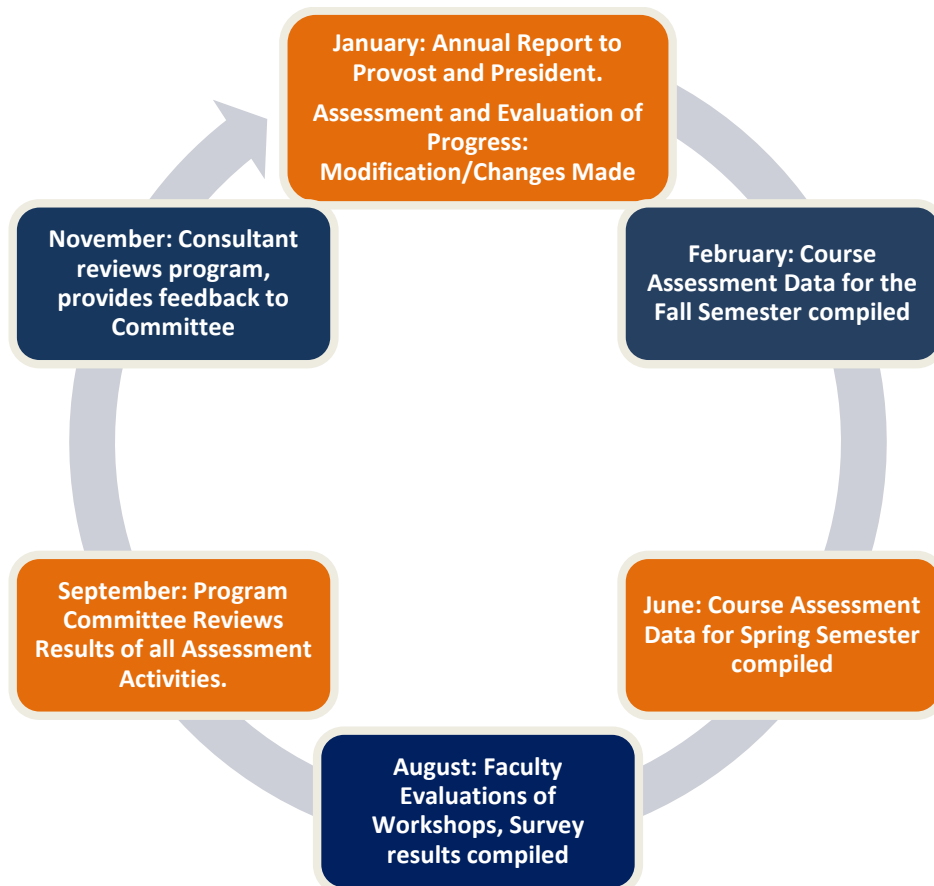 January: Annual Report to
Provost and President.
Assessment and Evaluation of
Progress:
Modification/Changes Made
February: Course
Assessment Data for the
Fall Semester compiled
June: Course Assessment
Data for Spring Semester
compiled
August: Faculty
Evaluations of
Workshops, Survey
results compiled
September: Program
Committee Reviews
Results of all Assessment
Activities.
November: Consultant
reviews program,
provides feedback to
Committee